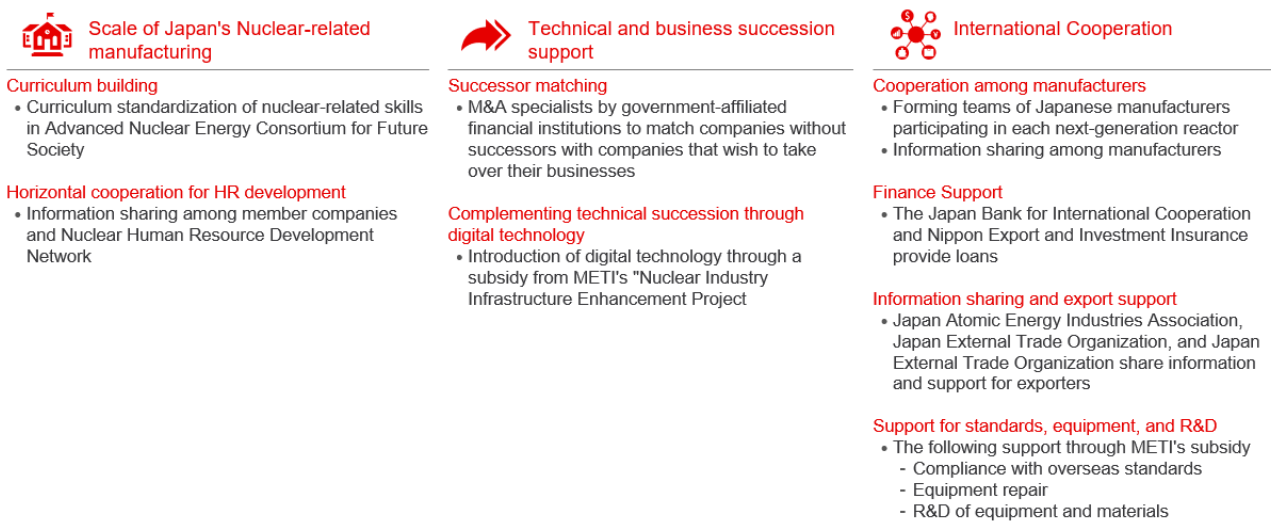 Scale of Japan's Nuclear-related
manufacturing
Curriculum building
• Curriculum standardization of nuclear-related skills
in Advanced Nuclear Energy Consortium for Future
Society
Horizontal cooperation for HR development
• Information sharing among member companies
and Nuclear Human Resource Development
Network
Technical and business succession
support
Successor matching
• M&A specialists by government-affiliated
financial institutions to match companies without
successors with companies that wish to take
over their businesses
Complementing technical succession through
digital technology
• Introduction of digital technology through a
subsidy from METI's "Nuclear Industry
Infrastructure Enhancement Project
International Cooperation
Cooperation among manufacturers
• Forming teams of Japanese manufacturers
participating in each next-generation reactor
• Information sharing among manufacturers
Finance Support
• The Japan Bank for International Cooperation
and Nippon Export and Investment Insurance
provide loans
Information sharing and export support
• Japan Atomic Energy Industries Association,
Japan External Trade Organization, and Japan
External Trade Organization share information
and support for exporters
Support for standards, equipment, and R&D
• The following support through METI's subsidy
- Compliance with overseas standards
- Equipment repair
- R&D of equipment and materials